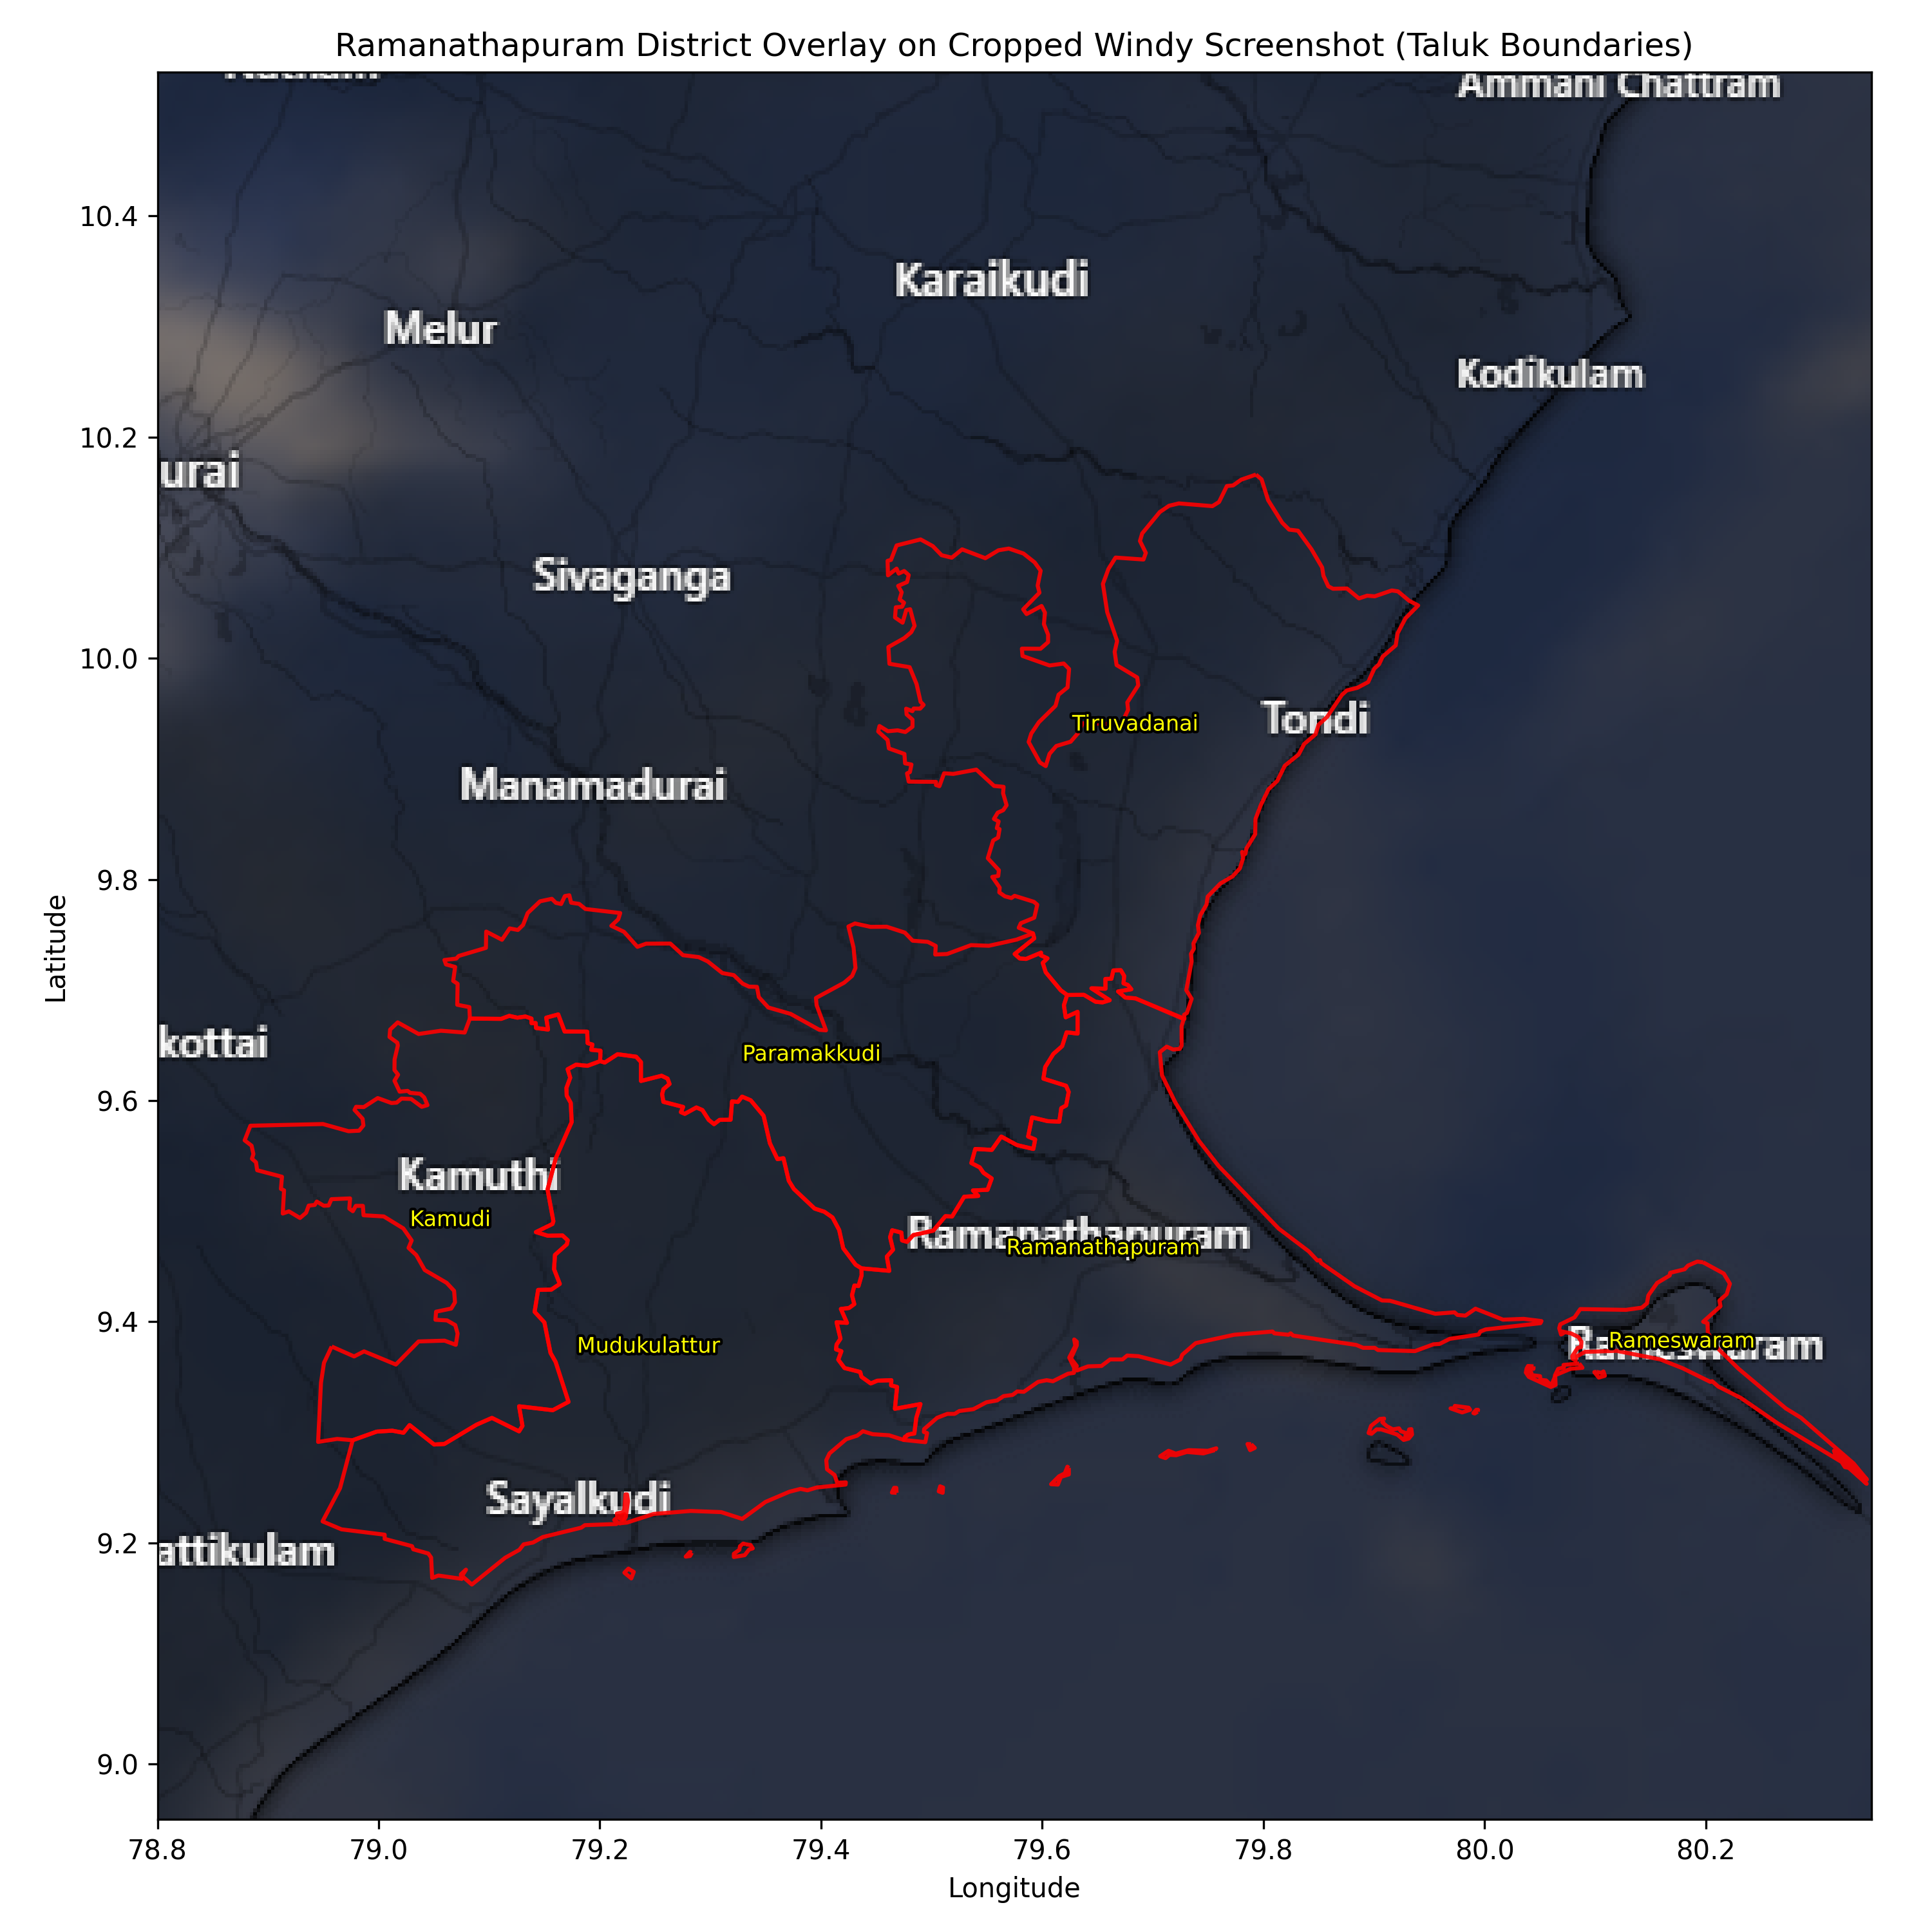 Ramanathapuram District Overlay on Cropped Windy Screenshot (Taluk Boundaries)
Ammani Chattram
10.4
Karaikudi
Melur
Kodikulam
10.2
urai
Sivaganga
10.0
Tondi
Tiruvadanai
Manamadurai
9.8
Latitude
kottai
Paramakkudi
9.6
Kamuthi
Kamudi
Ramanathapuram
Ramanathapuram
9.4
Rameswaram
Rameswaram
Mudukulattur
Sayalkudi
9.2
attikulam
9.0
78.8 79.0 79.2 79.4 79.6 79.8 80.0 80.2
Longitude